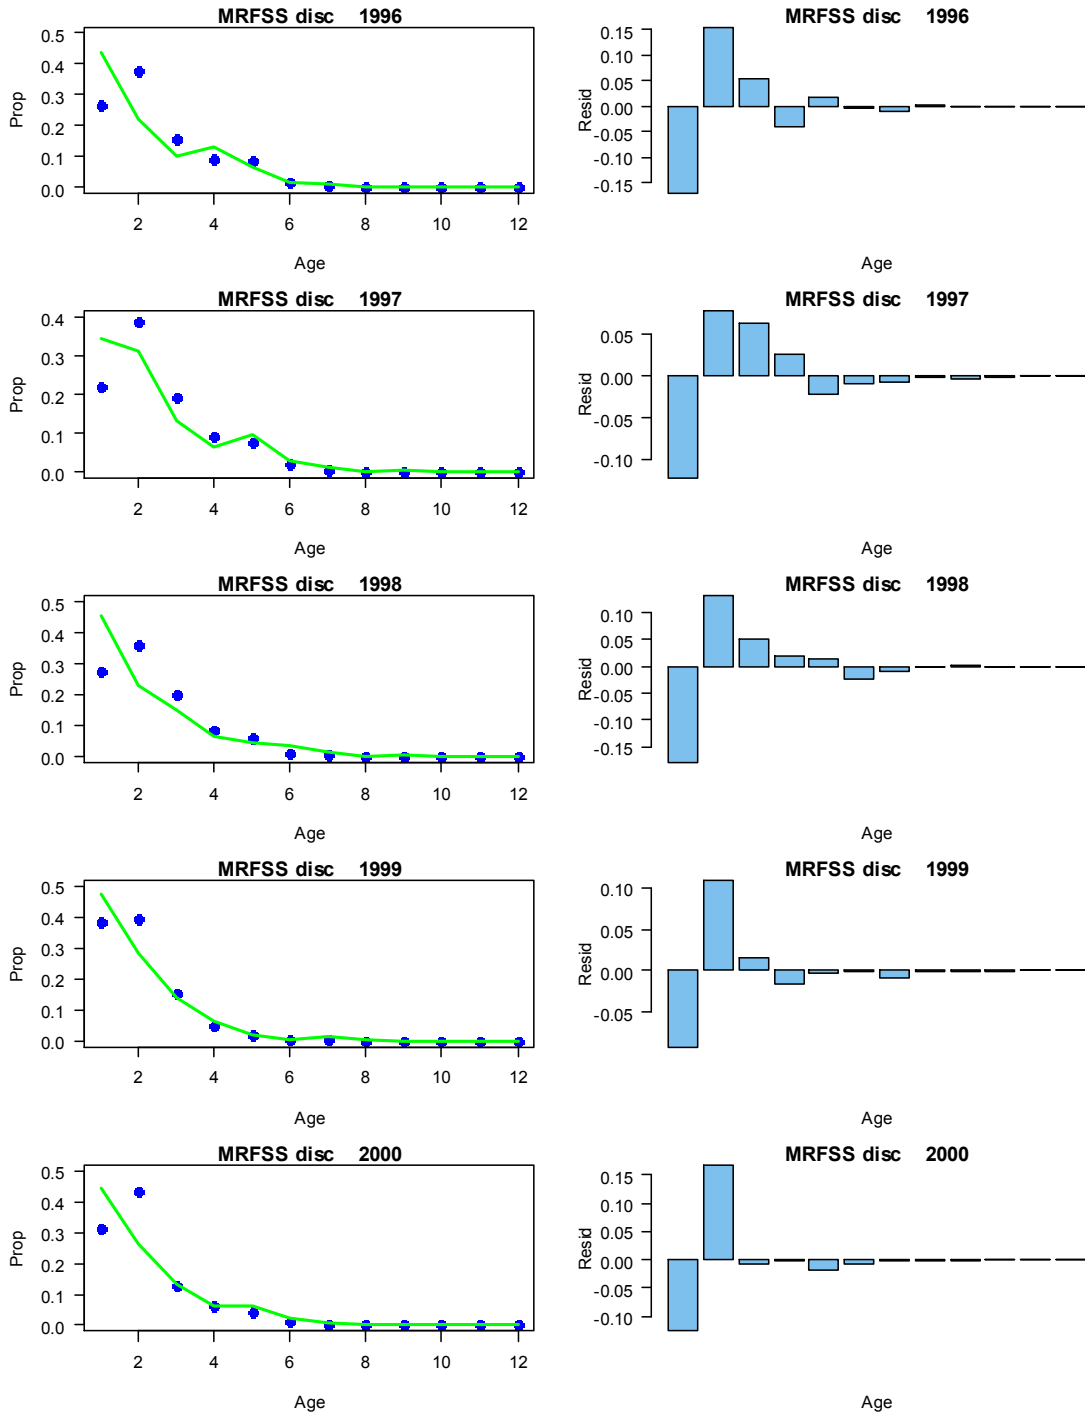 MRFSS disc 1996
Prop
0.5
0.4
0.3
0.2
0.1
0.0
2 4 6 8 10 12
Age
MRFSS disc 1996
Resid
0.15
0.10
0.05
0.00
-0.05
-0.10
-0.15
Age
MRFSS disc 1997
Prop
0.4
0.3
0.2
0.1
0.0
2 4 6 8 10 12
Age
MRFSS disc 1997
Resid
0.05
0.00
-0.05
-0.10
Age
MRFSS disc 1998
Prop
0.5
0.4
0.3
0.2
0.1
0.0
2 4 6 8 10 12
Age
MRFSS disc 1998
Resid
0.10
0.05
0.00
-0.05
-0.10
-0.15
Age
MRFSS disc 1999
Prop
0.5
0.4
0.3
0.2
0.1
0.0
2 4 6 8 10 12
Age
MRFSS disc 1999
Resid
0.10
0.05
0.00
-0.05
Age
MRFSS disc 2000
Prop
0.5
0.4
0.3
0.2
0.1
0.0
2 4 6 8 10 12
Age
MRFSS disc 2000
Resid
0.15
0.10
0.05
0.00
-0.05
-0.10
Age